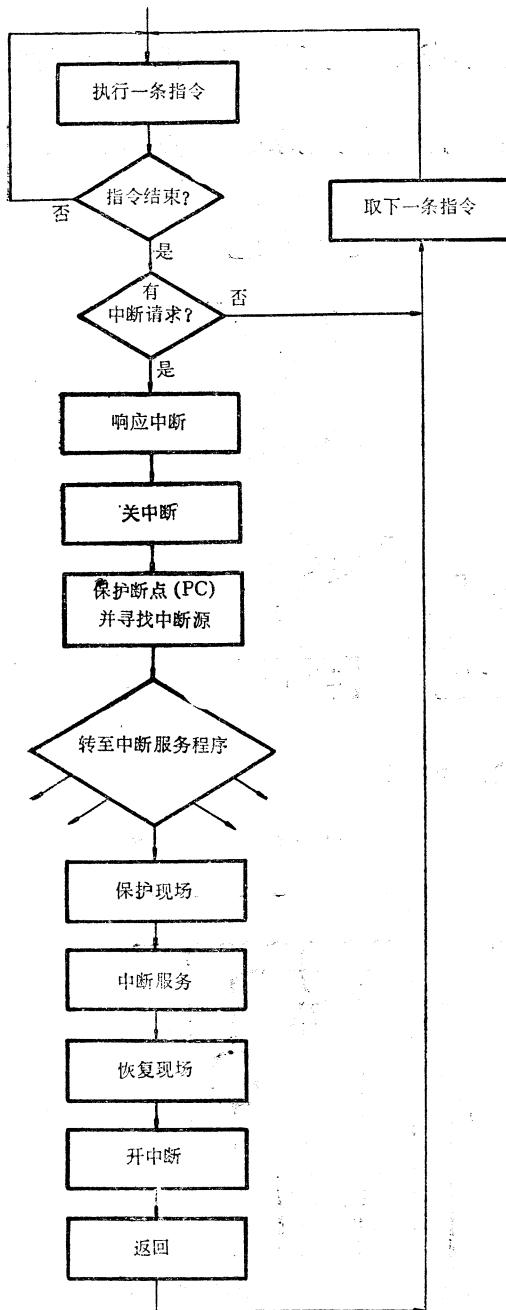 执行一条指令
指令结束?
否
是
取下一条指令
有
中断请求?
否
是
响应中断
关中断
保护断点(PC)
并寻找中断源
转至中断服务程序
保护现场
中断服务
恢复现场
开中断
返回